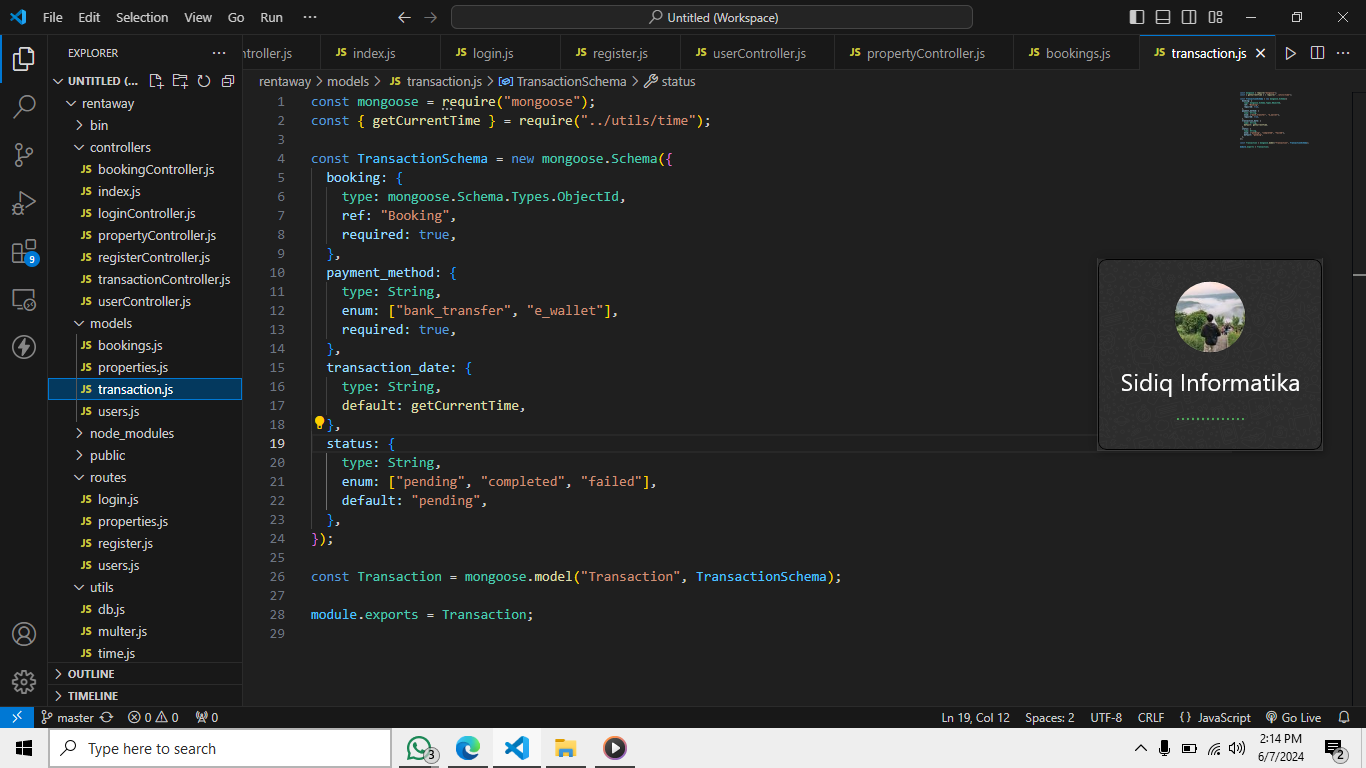 File Edit Selection View Go Run ··· Untitled (Workspace)
EXPLORER ···
ntroller.js JS index.js JS login.js JS register.js JS userController.js JS propertyController.js JS bookings.js JS transaction.js
UNTITLED (...
rentaway > models > JS transaction.js > TransactionSchema > status
rentaway
bin
controllers
JS bookingController.js
JS index.js
JS loginController.js
JS propertyController.js
JS registerController.js
JS transactionController.js
JS userController.js
models
JS bookings.js
JS properties.js
JS transaction.js
JS users.js
node_modules
public
routes
JS login.js
JS properties.js
JS register.js
JS users.js
utils
JS db.js
JS multer.js
JS time.js
OUTLINE
TIMELINE
9
1 const mongoose = require("mongoose");
2 const { getCurrentTime } = require("../utils/time");
3
4 const TransactionSchema = new mongoose.Schema({
5 booking: {
6 type: mongoose.Schema.Types.ObjectId,
7 ref: "Booking",
8 required: true,
9 },
10 payment_method: {
11 type: String,
12 enum: ["bank_transfer", "e_wallet"],
13 required: true,
14 },
15 transaction_date: {
16 type: String,
17 default: getCurrentTime,
18 },
19 status: {
20 type: String,
21 enum: ["pending", "completed", "failed"],
22 default: "pending",
23 },
24 });
25
26 const Transaction = mongoose.model("Transaction", TransactionSchema);
27
28 module.exports = Transaction;
29
Sidiq Informatika
master 0 0 0 Ln 19, Col 12 Spaces: 2 UTF-8 CRLF { } JavaScript Go Live
Type here to search 3
2:14 PM
6/7/2024
2